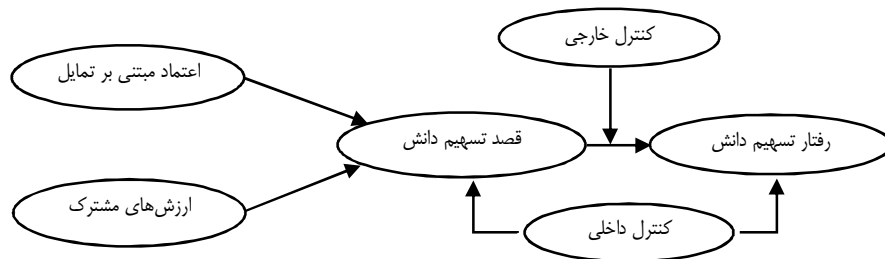 کنترل خارجی
اعتماد مبتنی بر تمایل
قصد تسهیم دانش
رفتار تسهیم دانش
ارزش‌های مشترک
کنترل داخلی